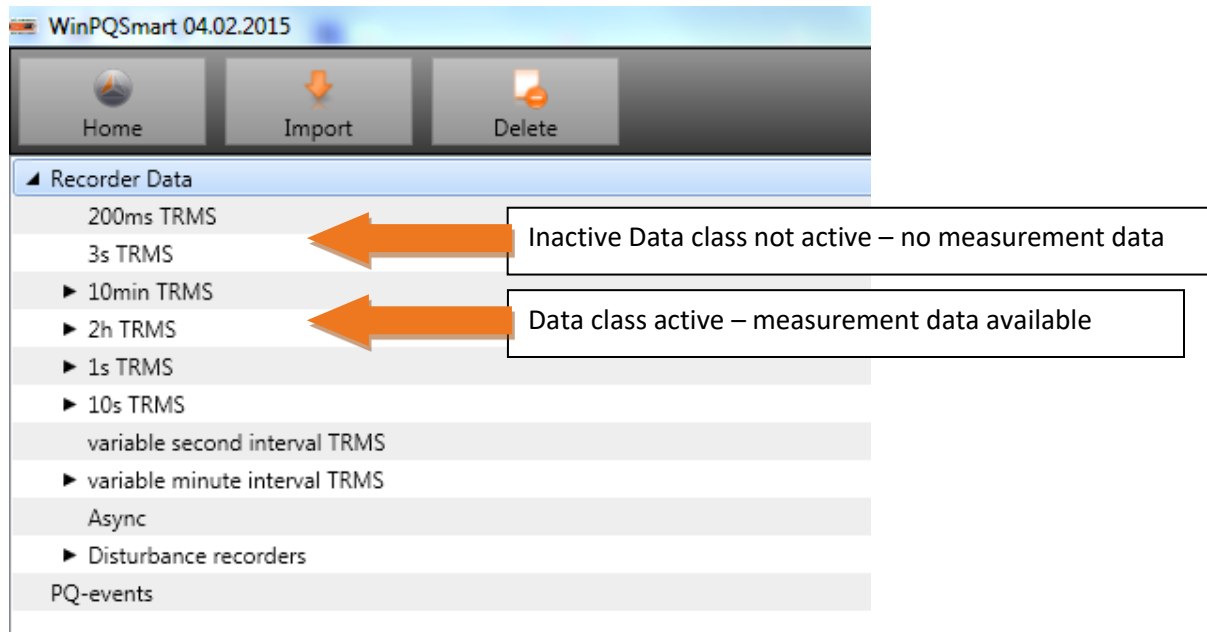 WinPQSmart 04.02.2015
Home Import Delete
Recorder Data
200ms TRMS
Inactive Data class not active – no measurement data
3s TRMS
10min TRMS
Data class active – measurement data available
2h TRMS
1s TRMS
10s TRMS
variable second interval TRMS
variable minute interval TRMS
Async
Disturbance recorders
PQ-events